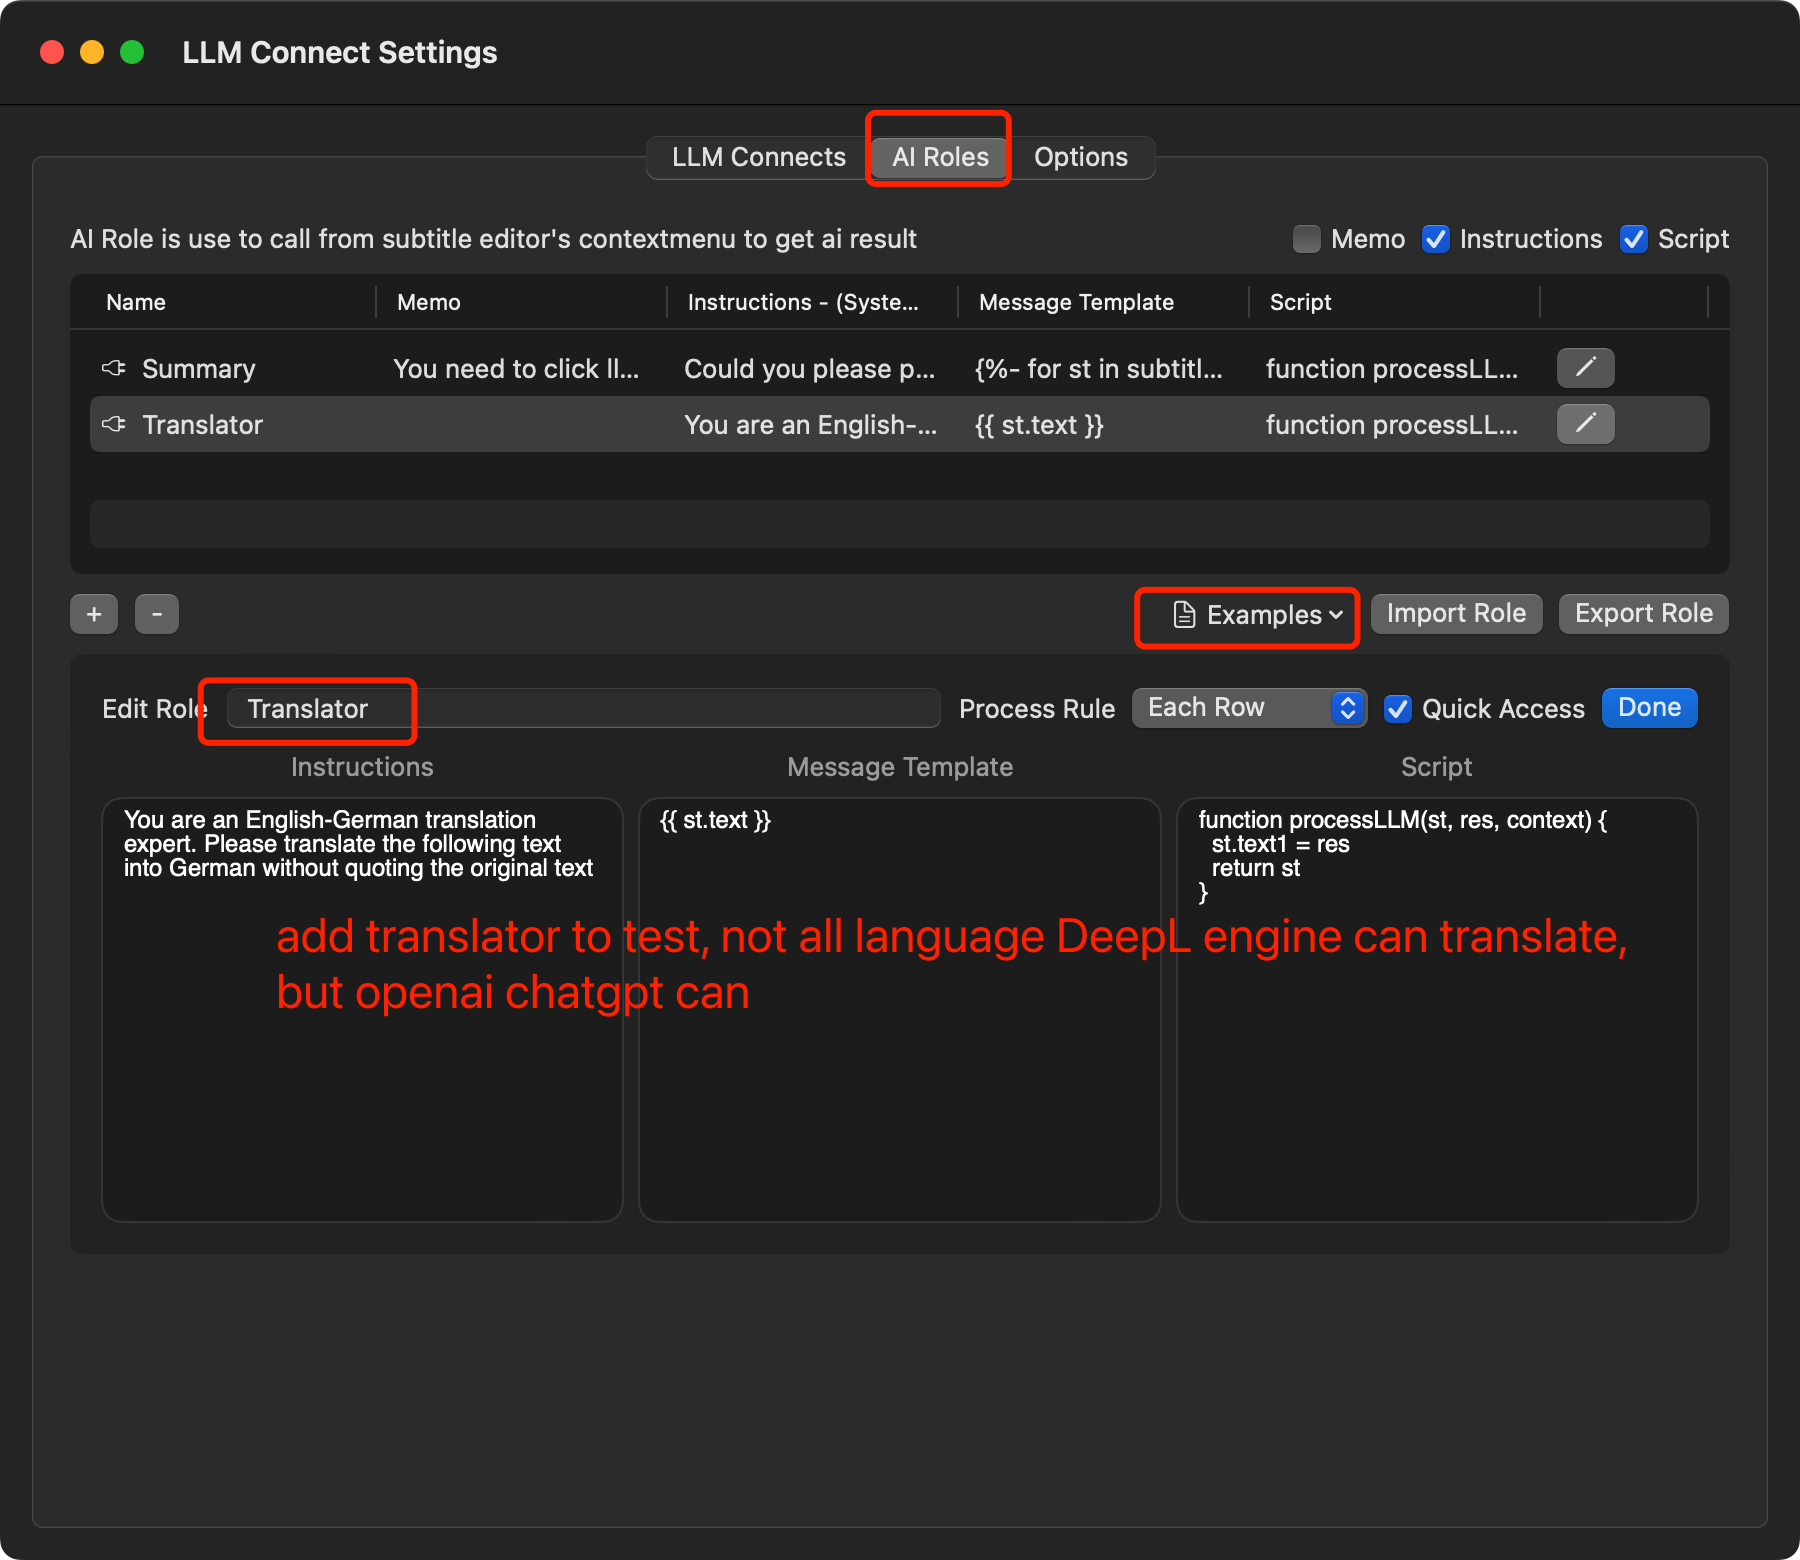 LLM Connect Settings
LLM Connects AI Roles Options
AI Role is use to call from subtitle editor's contextmenu to get ai result Memo Instructions Script
Name Memo Instructions - (Syste... Message Template Script
Summary You need to click ll... Could you please p... {%- for st in subtitl... function processLL...
Translator You are an English-... {{ st.text }} function processLL...
+ - Examples Import Role Export Role
Edit Role Translator Process Rule Each Row Quick Access Done
Instructions Message Template Script
You are an English-German translation
expert. Please translate the following text
into German without quoting the original text
{{ st.text }}
function processLLM(st, res, context) {
st.text1 = res
return st
}
add translator to test, not all language DeepL engine can translate,
but openai chatgpt can